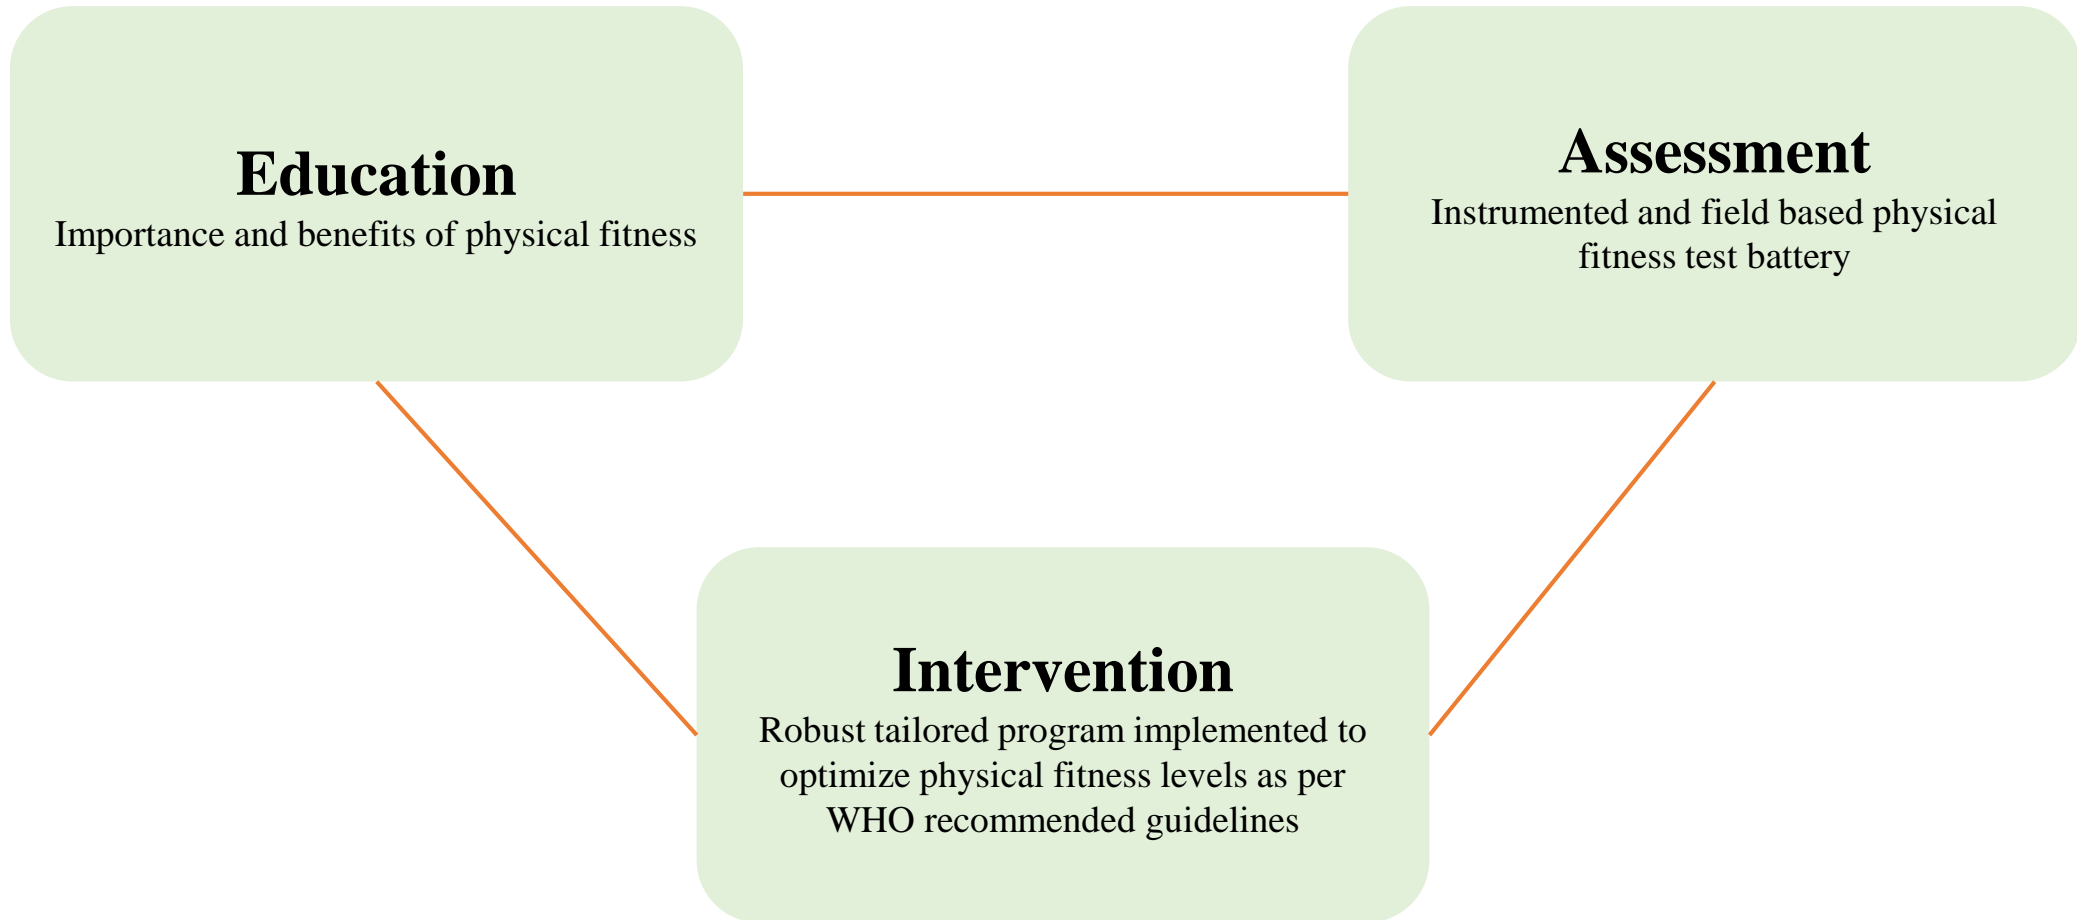 Education
Importance and benefits of physical fitness
Assessment
Instrumented and field based physical
fitness test battery
Intervention
Robust tailored program implemented to
optimize physical fitness levels as per
WHO recommended guidelines